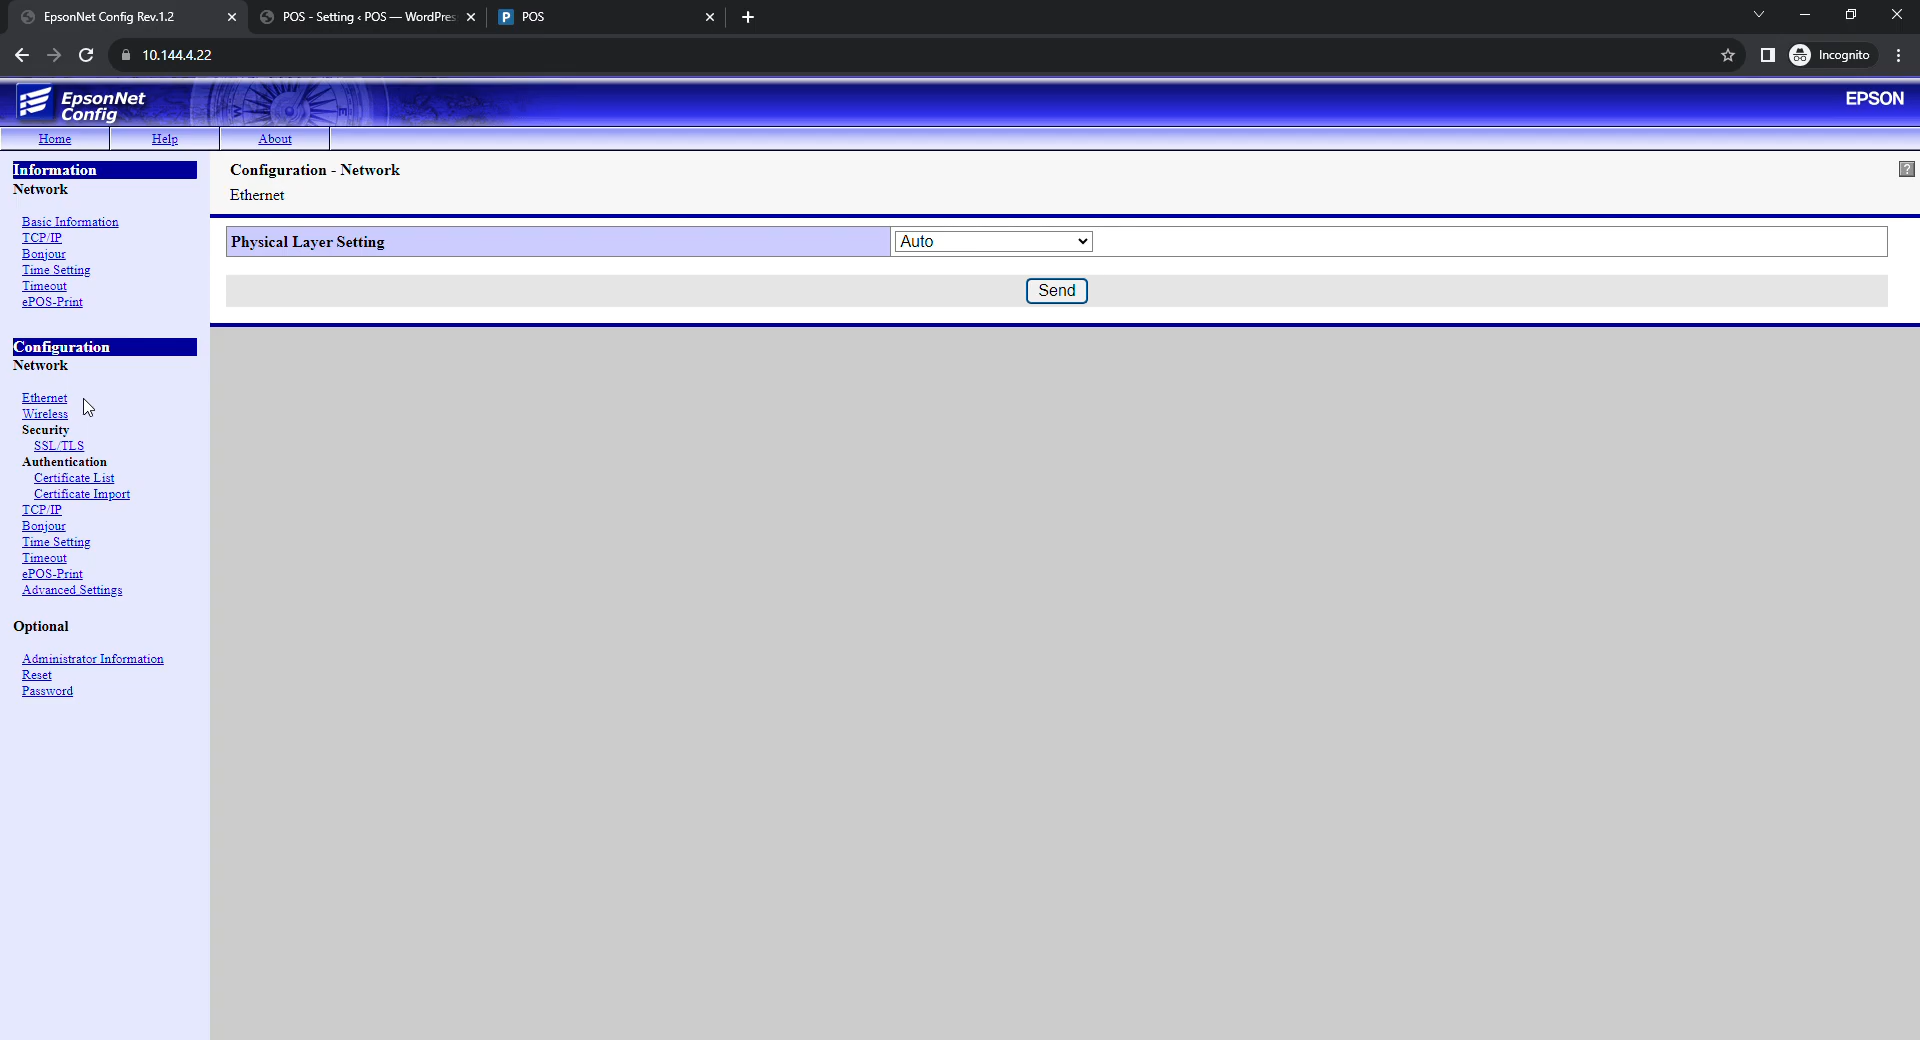 EpsonNet Config Rev.1.2
POS - Setting ‹ POS — WordPres
P POS
10.144.4.22
Incognito
EpsonNet
Config
EPSON
Home Help About
Information
Network
Basic Information
TCP/IP
Bonjour
Time Setting
Timeout
ePOS-Print
Configuration
Network
Ethernet
Wireless
Security
SSL/TLS
Authentication
Certificate List
Certificate Import
TCP/IP
Bonjour
Time Setting
Timeout
ePOS-Print
Advanced Settings
Optional
Administrator Information
Reset
Password
Configuration - Network
?
Ethernet
Physical Layer Setting Auto
Send